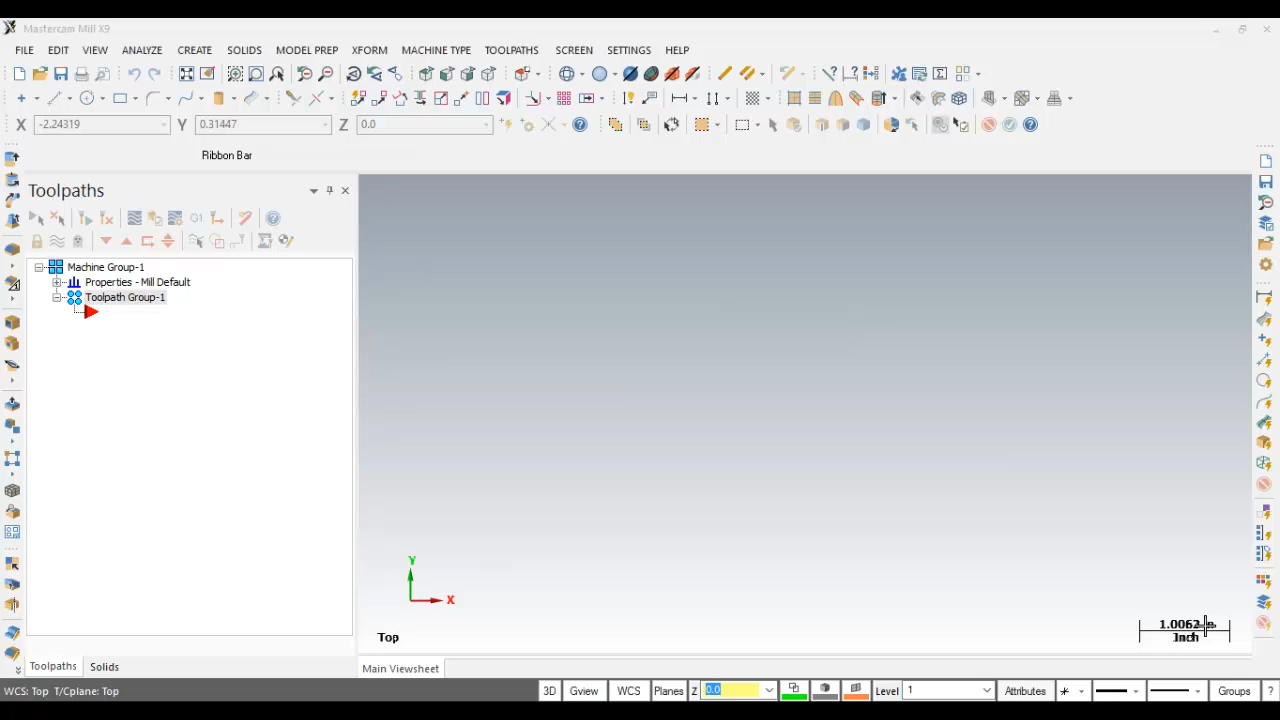 Mastercam Mill X9
FILE EDIT VIEW ANALYZE CREATE SOLIDS MODEL PREP XFORM MACHINE TYPE TOOLPATHS SCREEN SETTINGS HELP
X -2.24319 Y 0.31447 Z 0.0
Ribbon Bar
Toolpaths
G1
Machine Group-1
Properties - Mill Default
Toolpath Group-1
Y
X
Top
1.0062
Inch
Toolpaths Solids
Main Viewsheet
WCS: Top T/Cplane: Top
3D Gview WCS Planes Z 0.0 Level 1 Attributes Groups ?